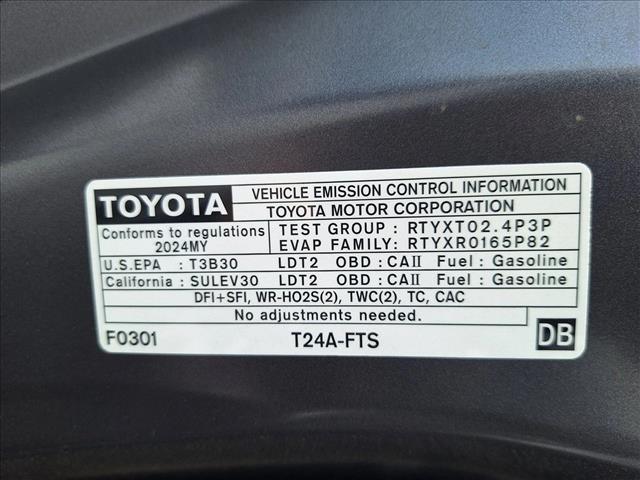 TOYOTA
VEHICLE EMISSION CONTROL INFORMATION
TOYOTA MOTOR CORPORATION
Conforms to regulations
2024MY
TEST GROUP : RTYXT02.4P3P
EVAP FAMILY: RTYXR0165P82
U.S.EPA : T3B30 LDT2 OBD : CAII Fuel : Gasoline
California : SULEV30 LDT2 OBD : CAII Fuel : Gasoline
DFI+SFI, WR-HO2S(2), TWC(2), TC, CAC
No adjustments needed.
F0301 T24A-FTS DB